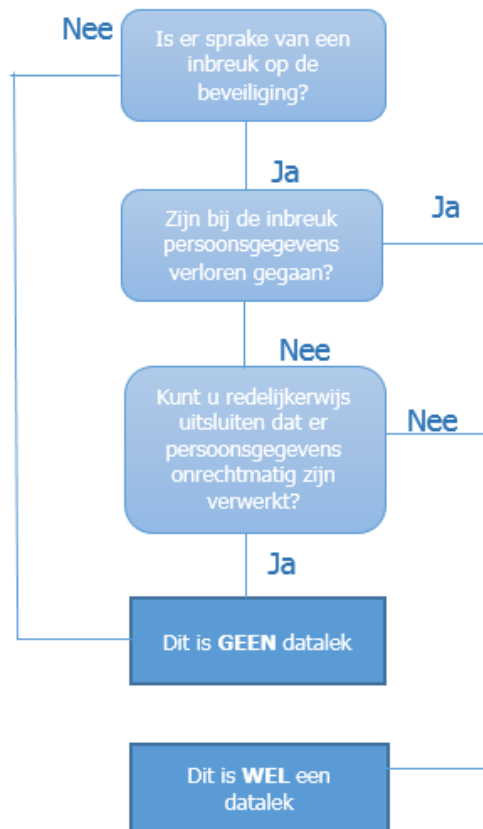 Nee
Is er sprake van een
inbreuk op de
beveiliging?
Ja
Zijn bij de inbreuk
persoonsgegevens
verloren gegaan?
Ja
Nee
Kunt u redelijkerwijs
uitsluiten dat er
persoonsgegevens
onrechtmatig zijn
verwerkt?
Nee
Ja
Dit is GEEN datalek
Dit is WEL een
datalek